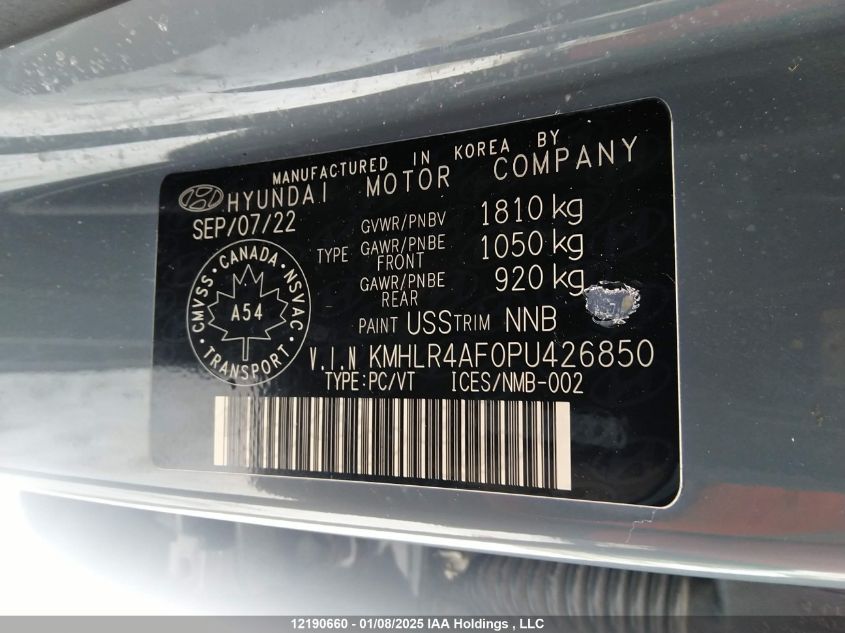 MANUFACTURED IN KOREA BY
HYUNDAI MOTOR COMPANY
SEP/07/22
GVWR/PNBV 1810 kg
TYPE GAWR/PNBE FRONT 1050 kg
GAWR/PNBE REAR 920 kg
CMVSS · CANADA · NSVAC
A54
TRANSPORT
PAINT USS TRIM NNB
V.I.N KMHLR4AF0PU426850
TYPE:PC/VT ICES/NMB-002
12190660 - 01/08/2025 IAA Holdings , LLC